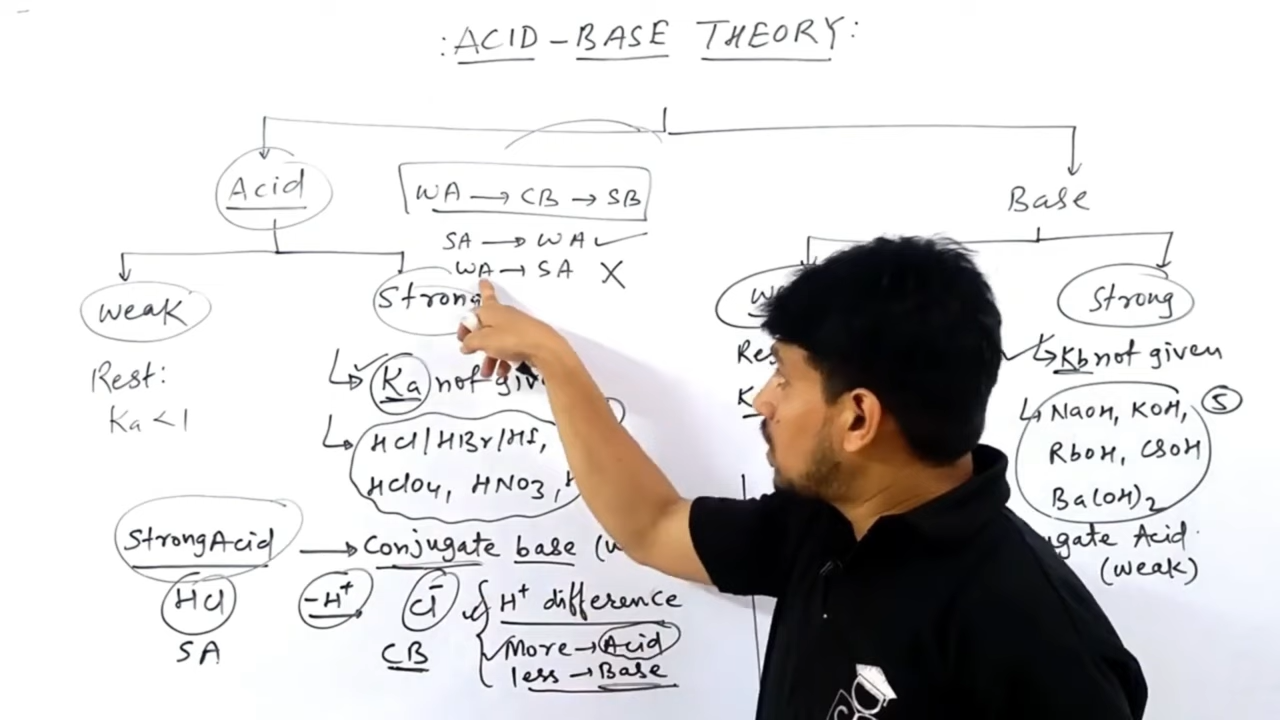 : ACID - BASE THEORY :
Acid
WA → CB → SB
SA → WA ✓
WA → SA X
Base
Weak
Strong
Strong
Rest:
Ka < 1
Ka not
HCl / HBr / HI,
HClO4, HNO3,
Kb not given
NaOH, KOH, 5
RbOH, CsOH
Ba(OH)2
Strong Acid → Conjugate base
HCl -H+ Cl-
SA CB
H+ difference
More → Acid
less → Base
Acid
(weak)